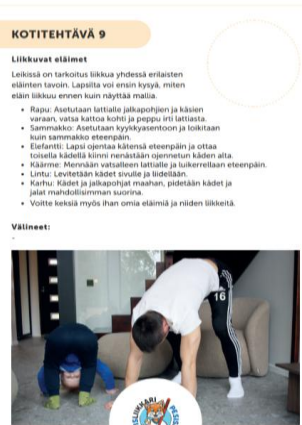 KOTITEHTÄVÄ 9
Liikkuvat eläimet
Leikissä on tarkoitus liikkua yhdessä erilaisten
eläinten tavoin. Lapsilta voi ensin kysyä, miten
eläin liikkuu ennen kuin näyttää mallia.
• Rapu: Asetutaan lattialle jalkapohjien ja käsien
varaan, vatsa kattoa kohti ja peppu irti lattiasta.
• Sammakko: Asetutaan kyykkyasentoon ja loikitaan
kuin sammakko eteenpäin.
• Elefantti: Lapsi ojentaa kätensä eteenpäin ja ottaa
toisella kädellä kiinni nenästään ojennetun käden alta.
• Käärme: Mennään vatsalleen lattialle ja luikerrellaan eteenpäin.
• Lintu: Levitetään kädet sivulle ja liidellään.
• Karhu: Kädet ja jalkapohjat maahan, pidetään kädet ja
jalat mahdollisimman suorina.
• Voitte keksiä myös ihan omia eläimiä ja niiden liikkeitä.
Välineet:
-
16